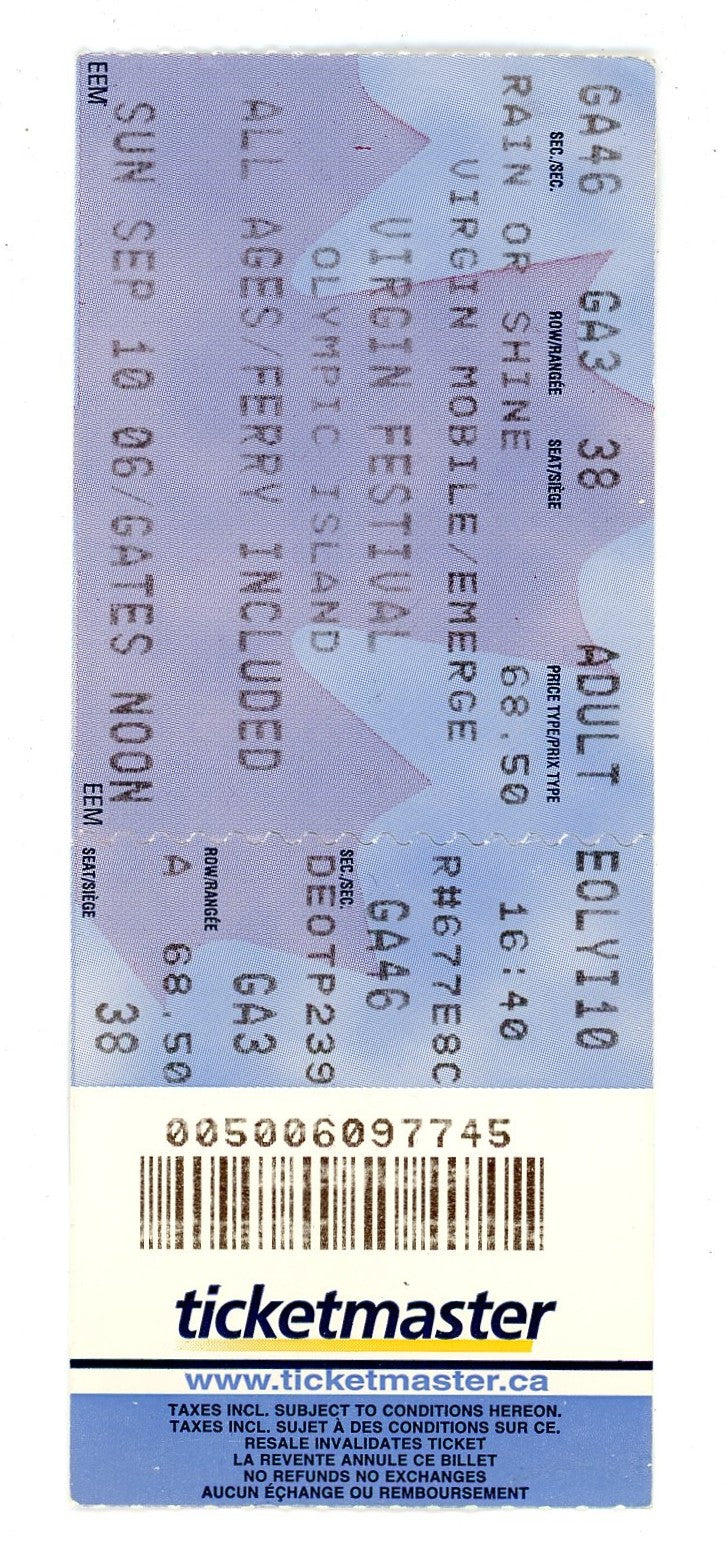 GA46 GA3 38 ADULT
SEC./SEC. ROW/RANGÉE SEAT/SIÈGE PRICE TYPE/PRIX TYPE
RAIN OR SHINE 68.50
VIRGIN MOBILE/EMERGE
VIRGIN FESTIVAL
OLYMPIC ISLAND
ALL AGES/FERRY INCLUDED
SUN SEP 10 06/GATES NOON
EEM
EEM
EOLVI10
16:40
R#677E8C
GA46
SEC./SEC.
DEOTP239
GA3
ROW/RANGÉE
A 68.50
38
SEAT/SIÈGE
005006097745
ticketmaster
www.ticketmaster.ca
TAXES INCL. SUBJECT TO CONDITIONS HEREON.
TAXES INCL. SUJET À DES CONDITIONS SUR CE.
RESALE INVALIDATES TICKET
LA REVENTE ANNULE CE BILLET
NO REFUNDS NO EXCHANGES
AUCUN ÉCHANGE OU REMBOURSEMENT